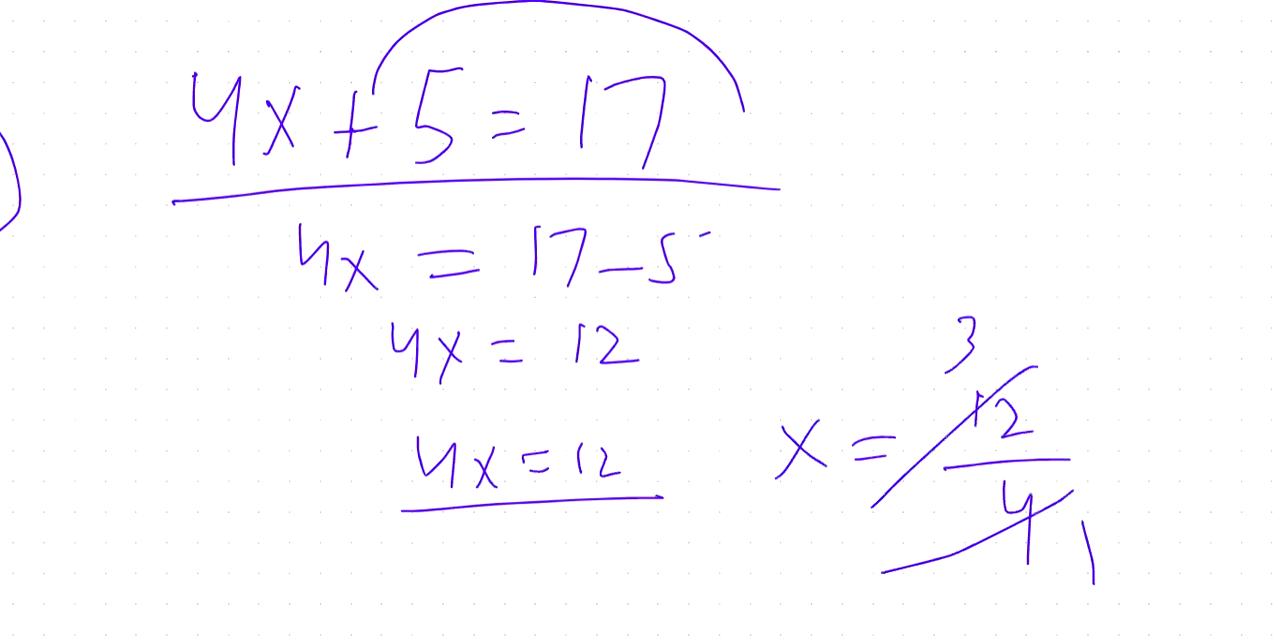 4x + 5 = 17
4x = 17 - 5
4x = 12
4x = 12
x = 12/4
3
1